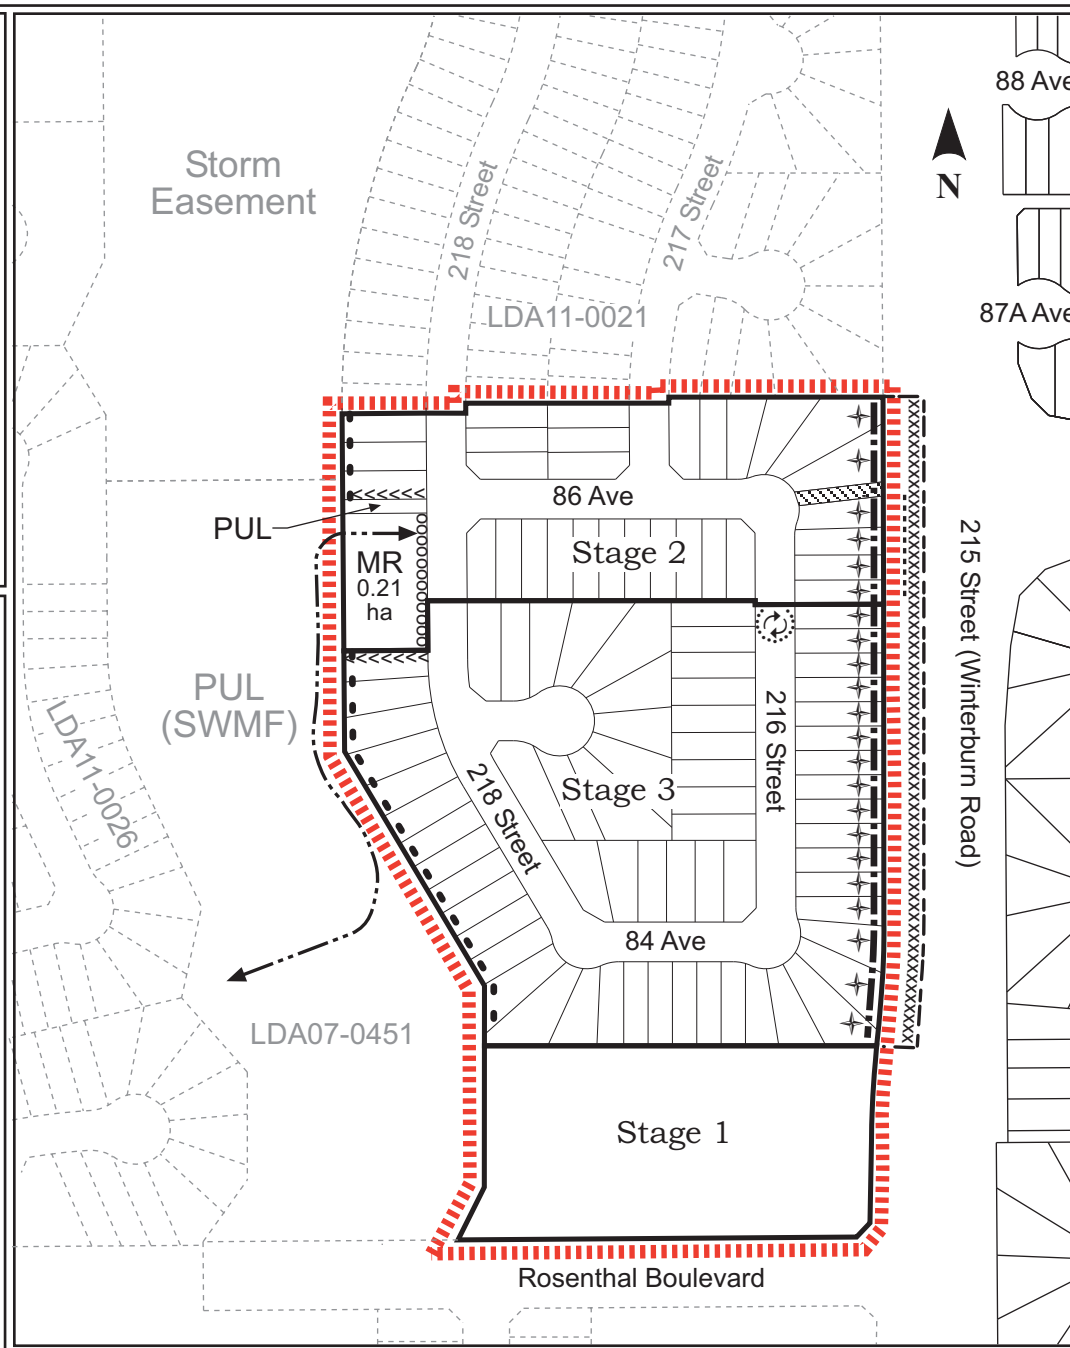 88 Ave
Storm
Easement
N
218 Street
217 Street
LDA11-0021
87A Ave
86 Ave
PUL
Stage 2
MR
0.21
ha
215 Street (Winterburn Road)
PUL
(SWMF)
LDA11-0026
216 Street
218 Street
Stage 3
84 Ave
LDA07-0451
Stage 1
Rosenthal Boulevard